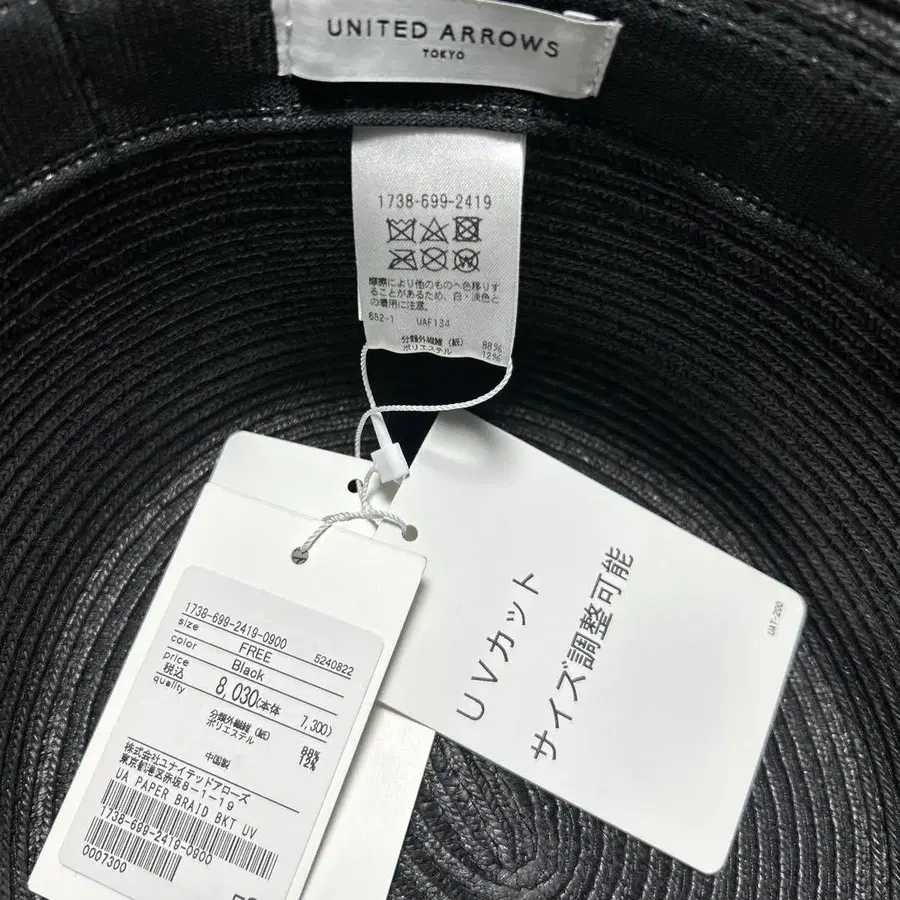 UNITED ARROWS
TOKYO
1738-699-2419
摩擦により他のものへ色移りす
ることがあるため、白・淡色と
の着用に注意。
652-1 UAF134
分類外繊維(紙) 88%
ポリエステル 12%
UVカット
サイズ調整可能
UAT-200
1738-699-2419-0900
size FREE 5240822
color Black
price
税込 8,030(本体 7,300)
quality
分類外繊維(紙) 88%
ポリエステル 12%
中国製
株式会社ユナイテッドアローズ
東京都港区赤坂8-1-19
UA PAPER BRAID BKT UV
1738-699-2419-0900
0007300